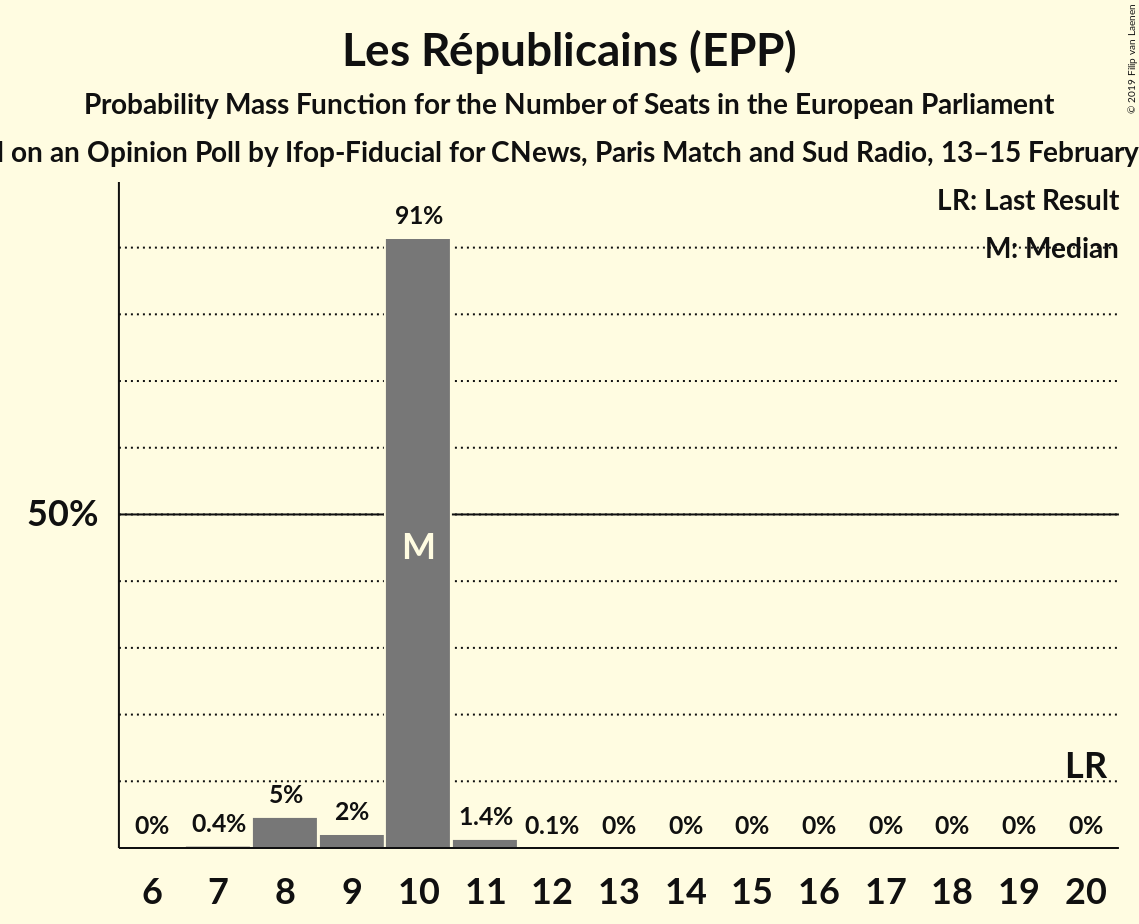 Les Républicains (EPP)
Probability Mass Function for the Number of Seats in the European Parliament
on an Opinion Poll by Ifop-Fiducial for CNews, Paris Match and Sud Radio, 13–15 February
© 2019 Filip van Laenen
LR: Last Result
M: Median
91%
50%
M
LR
5%
2%
0%
0.4%
1.4%
0.1%
0%
0%
0%
0%
0%
0%
0%
0%
6 7 8 9 10 11 12 13 14 15 16 17 18 19 20